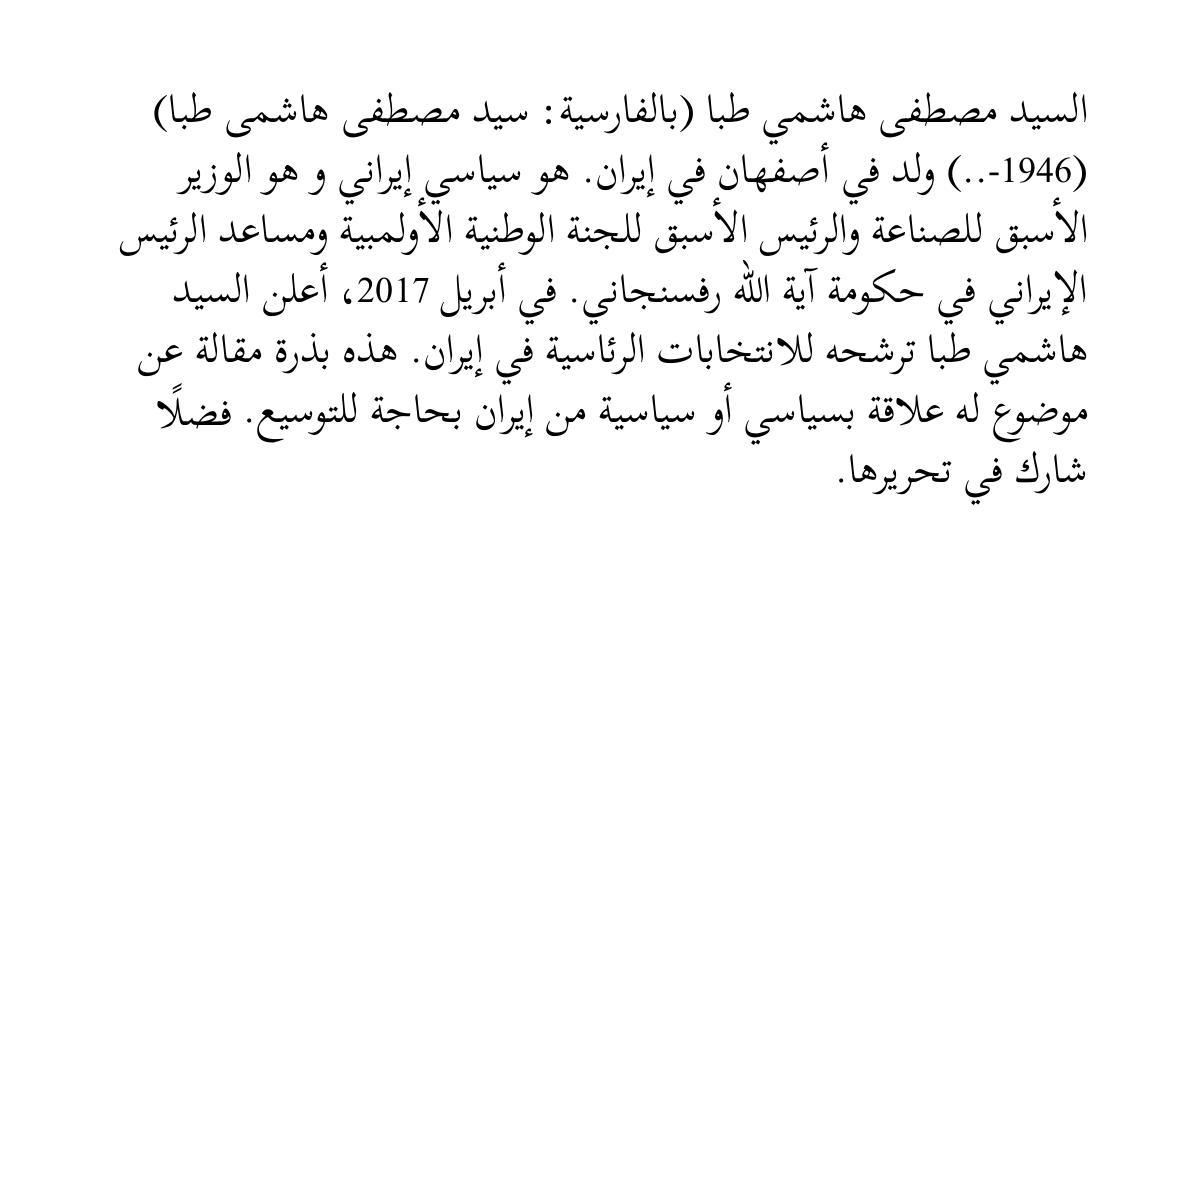 السيد مصطفى هاشمي طبا (بالفارسية: سيد مصطفى هاشمى طبا)
(1946-..) ولد في أصفهان في إيران. هو سياسي إيراني و هو الوزير
الأسبق للصناعة والرئيس الأسبق للجنة الوطنية الأولمبية ومساعد الرئيس
الإيراني في حكومة آية الله رفسنجاني. في أبريل 2017، أعلن السيد
هاشمي طبا ترشحه للانتخابات الرئاسية في إيران. هذه بذرة مقالة عن
موضوع له علاقة بسياسي أو سياسية من إيران بحاجة للتوسيع. فضلًا
شارك في تحريرها.